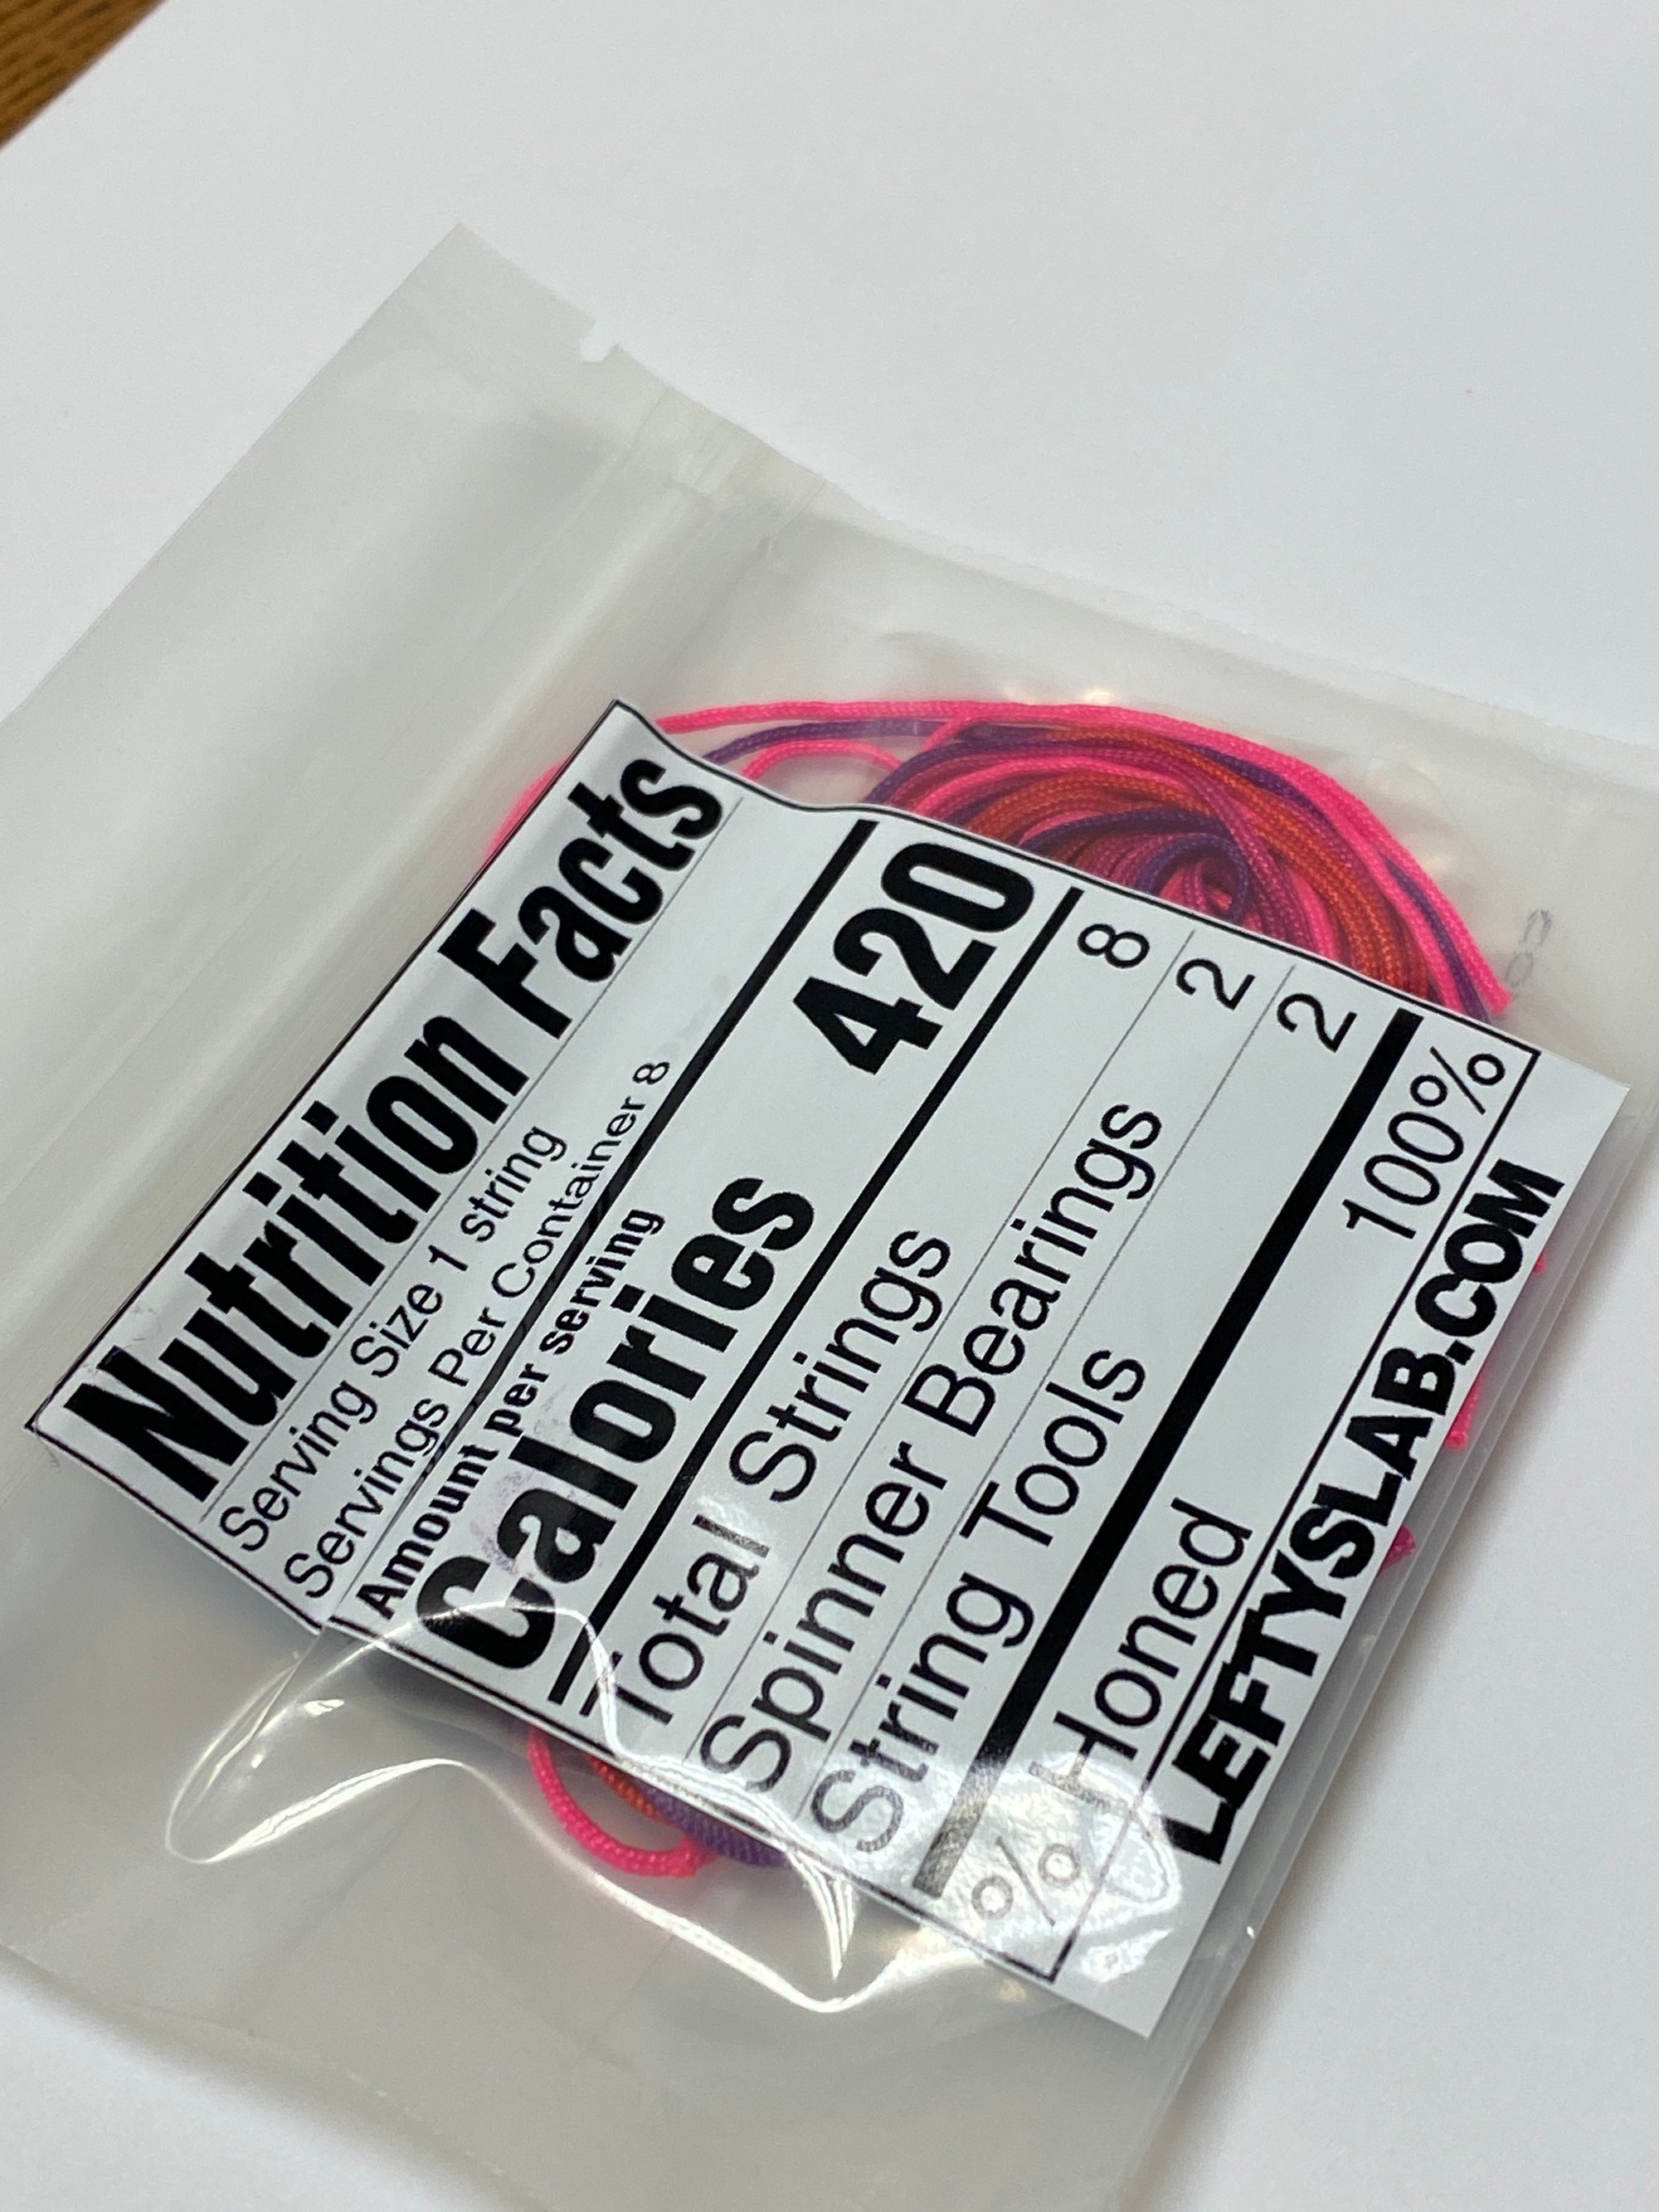 Nutrition Facts
Serving Size 1 string
Servings Per Container 8
Amount per serving
Calories 420
Total Strings 8
Spinner Bearings 2
String Tools 2
% Honed 100%
LEFTYSLAB.COM